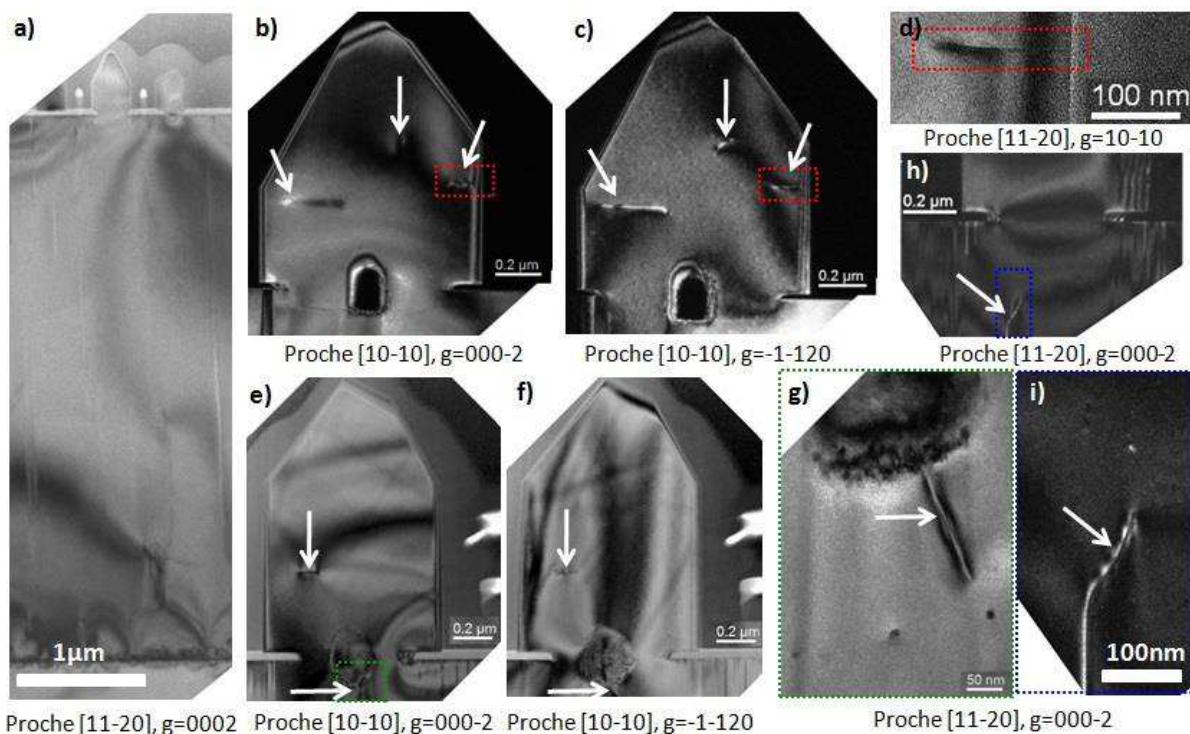 a)
1µm
Proche [11-20], g=0002
b)
0.2 µm
Proche [10-10], g=000-2
c)
0.2 µm
Proche [10-10], g=-1-120
d)
100 nm
Proche [11-20], g=10-10
h)
0.2 µm
Proche [11-20], g=000-2
e)
0.2 µm
Proche [10-10], g=000-2
f)
0.2 µm
Proche [10-10], g=-1-120
g)
50 nm
i)
100nm
Proche [11-20], g=000-2